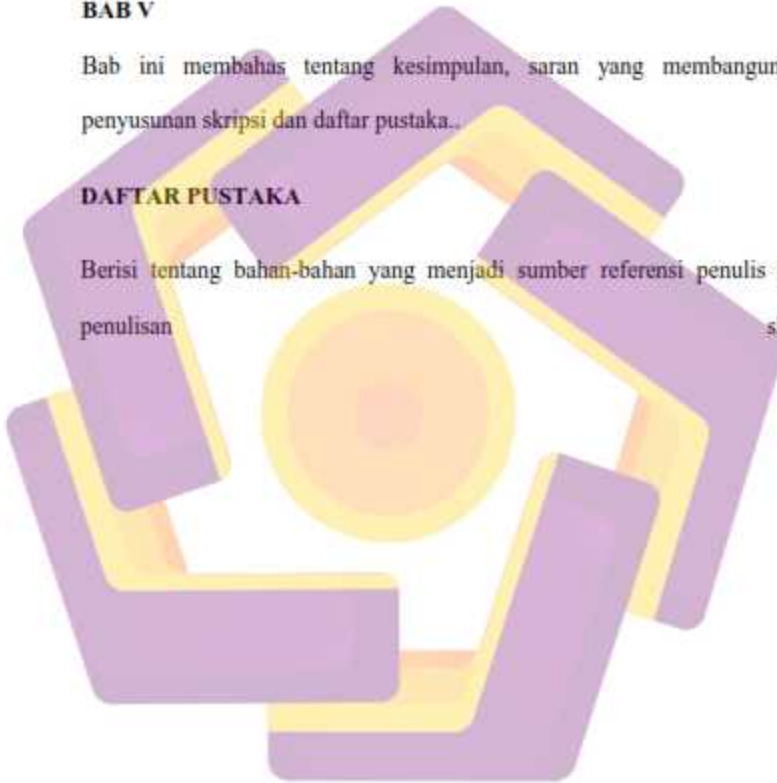 BAB V
Bab ini membahas tentang kesimpulan, saran yang membangun
penyusunan skripsi dan daftar pustaka..
DAFTAR PUSTAKA
Berisi tentang bahan-bahan yang menjadi sumber referensi penulis
penulisan